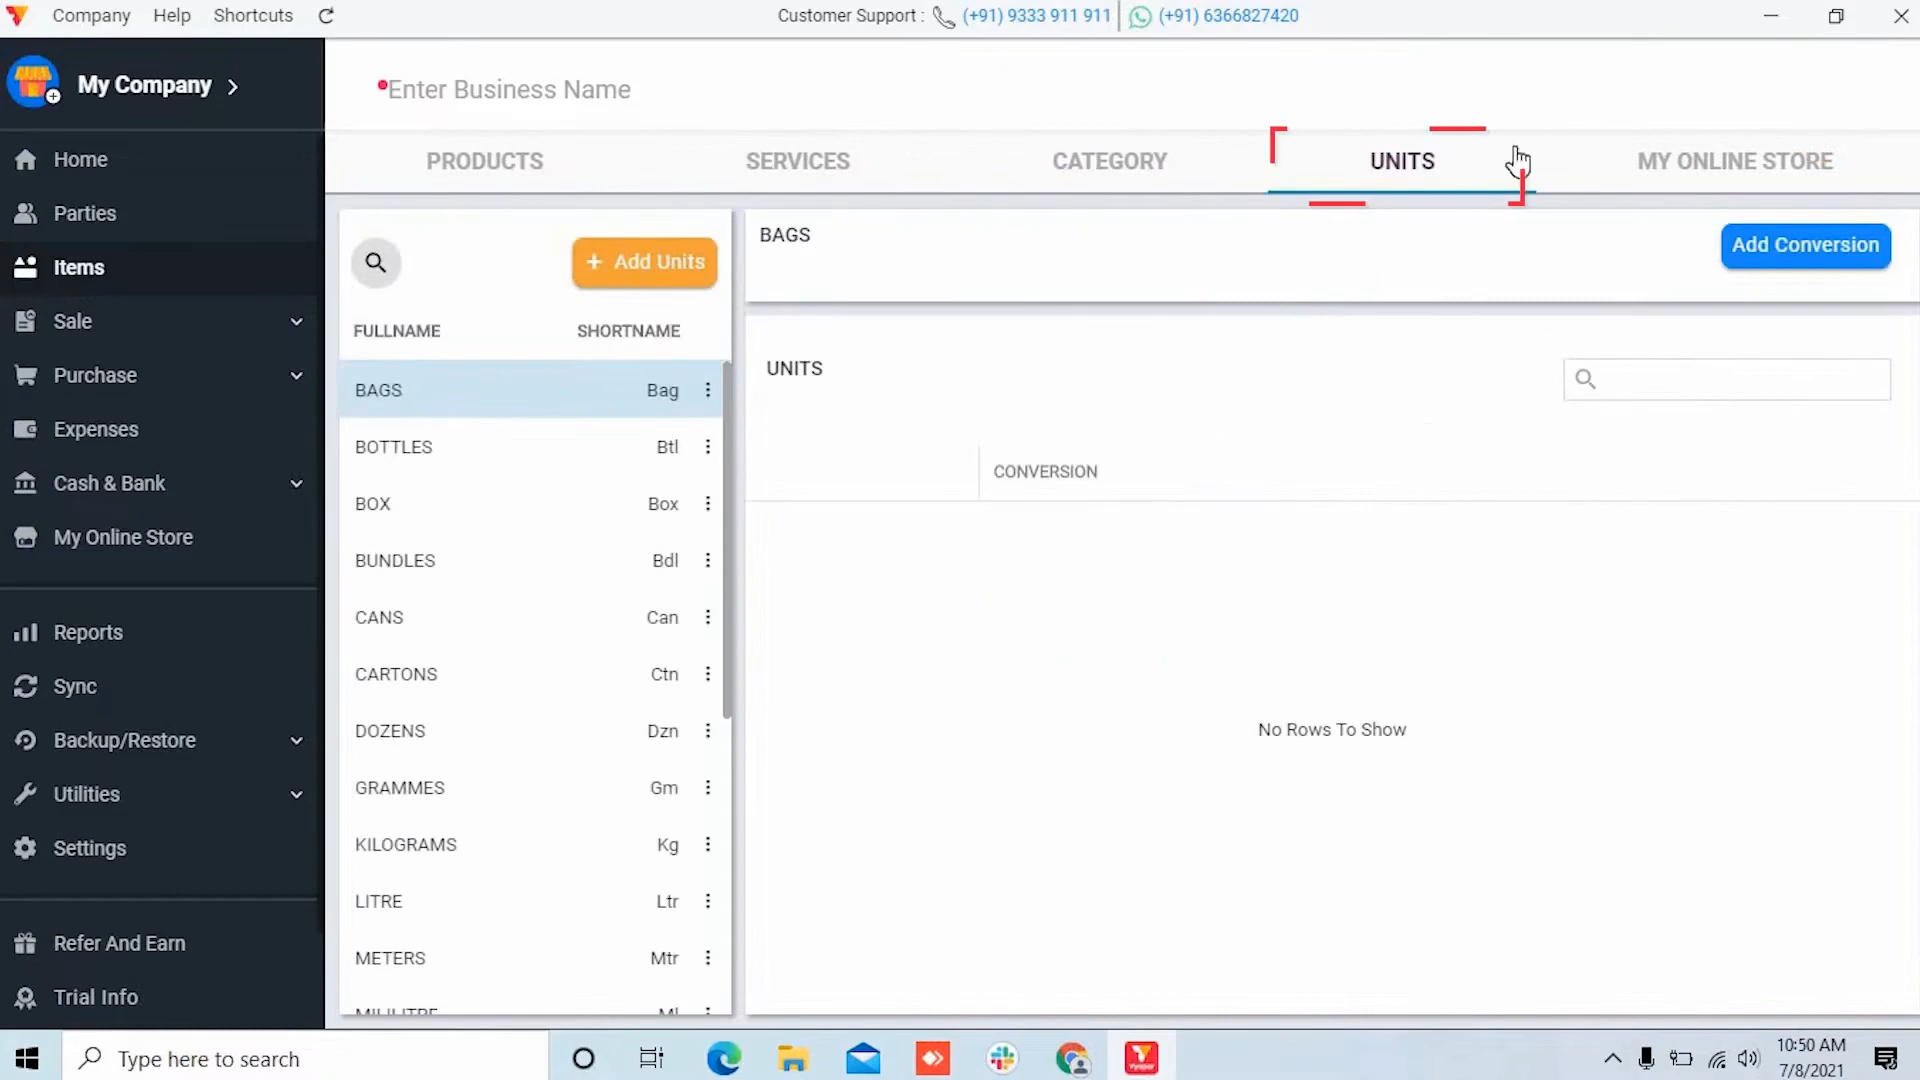 Company Help Shortcuts Customer Support : (+91) 9333 911 911 (+91) 6366827420
My Company
Enter Business Name
Home
Parties
Items
Sale
Purchase
Expenses
Cash & Bank
My Online Store
Reports
Sync
Backup/Restore
Utilities
Settings
Refer And Earn
Trial Info
PRODUCTS SERVICES CATEGORY UNITS MY ONLINE STORE
+ Add Units
FULLNAME SHORTNAME
BAGS Bag
BOTTLES Btl
BOX Box
BUNDLES Bdl
CANS Can
CARTONS Ctn
DOZENS Dzn
GRAMMES Gm
KILOGRAMS Kg
LITRE Ltr
METERS Mtr
MILILITRE Ml
BAGS
Add Conversion
UNITS
CONVERSION
No Rows To Show
Type here to search
10:50 AM
7/8/2021